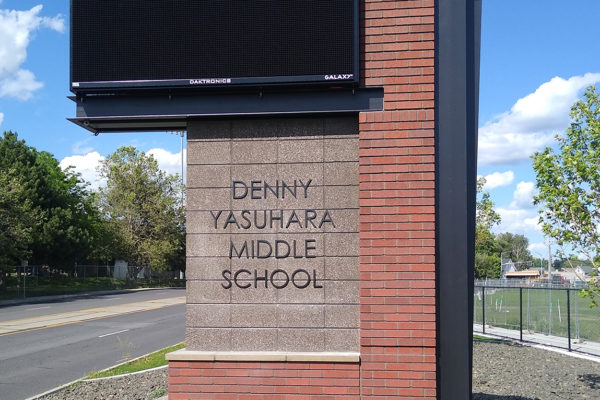 DAKTRONICS GALAXY
DENNY
YASUHARA
MIDDLE
SCHOOL